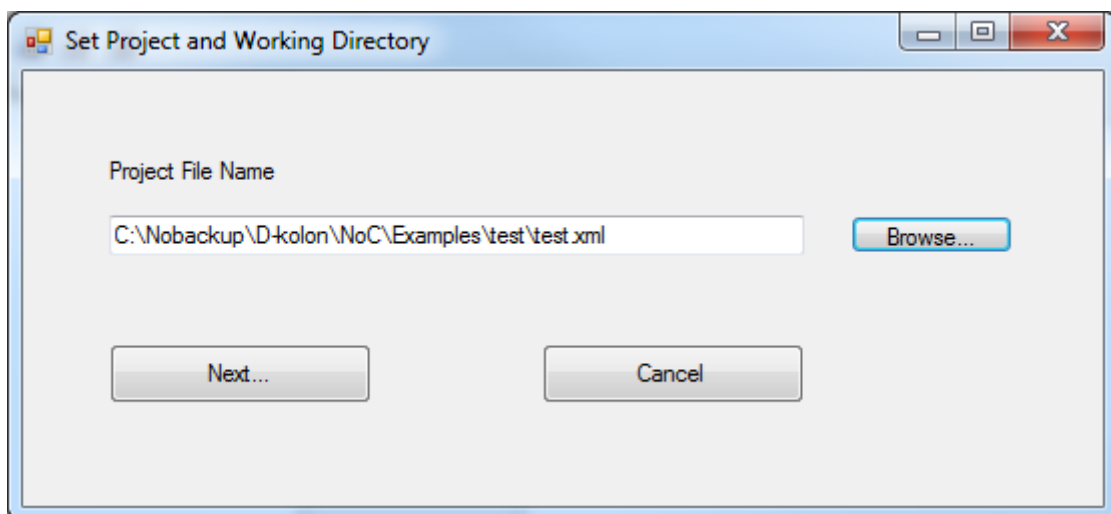 Set Project and Working Directory
Project File Name
C:\Nobackup\D-kolon\NoC\Examples\test\test.xml
Browse...
Next...
Cancel